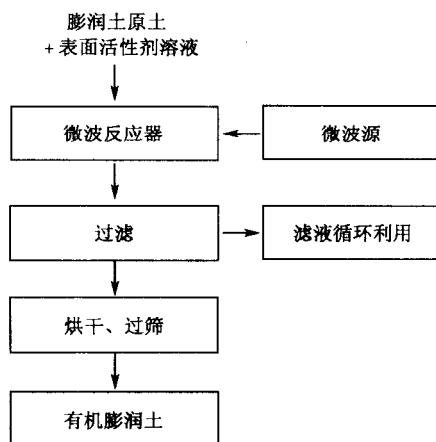 膨润土原土
+表面活性剂溶液
微波反应器
微波源
过滤
滤液循环利用
烘干、过筛
有机膨润土